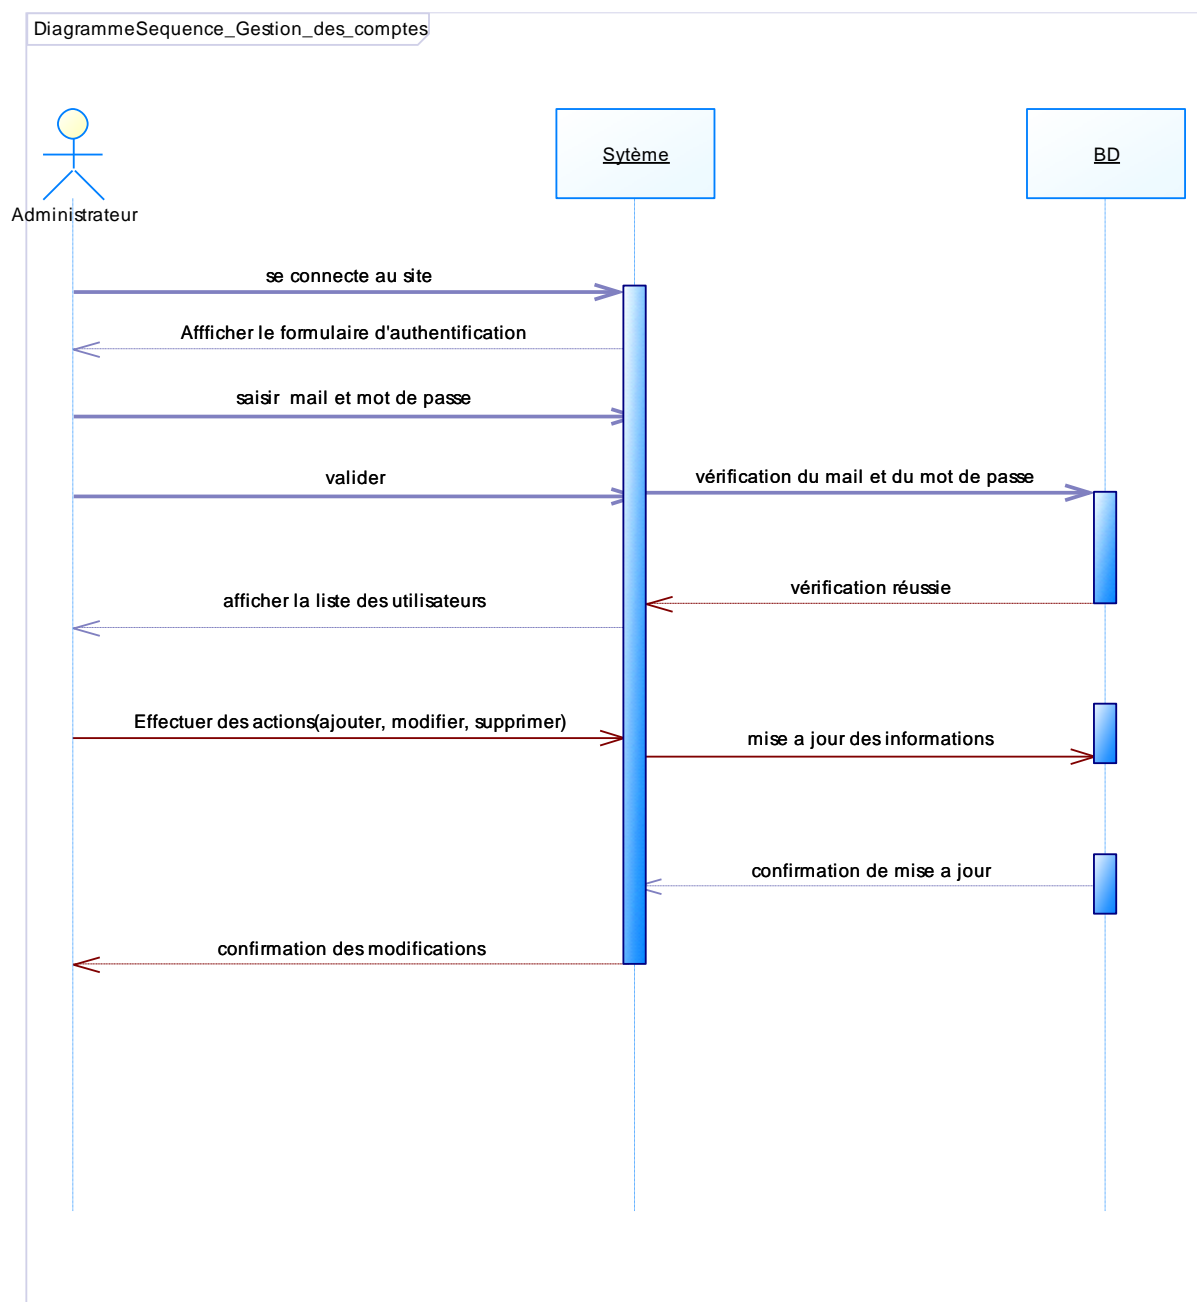 DiagrammeSequence_Gestion_des_comptes
Sytème
BD
Administrateur
se connecte au site
Affficher le formulaire d'authentification
saisir  mail et mot de passe
valider
vérification du mail et du mot de passe
vérification réussie
afficher la liste des utilisateurs
Effectuer des actions(ajouter, modifier, supprimer)
mise a jour des informations
confirmation de mise a jour
confirmation des modifications